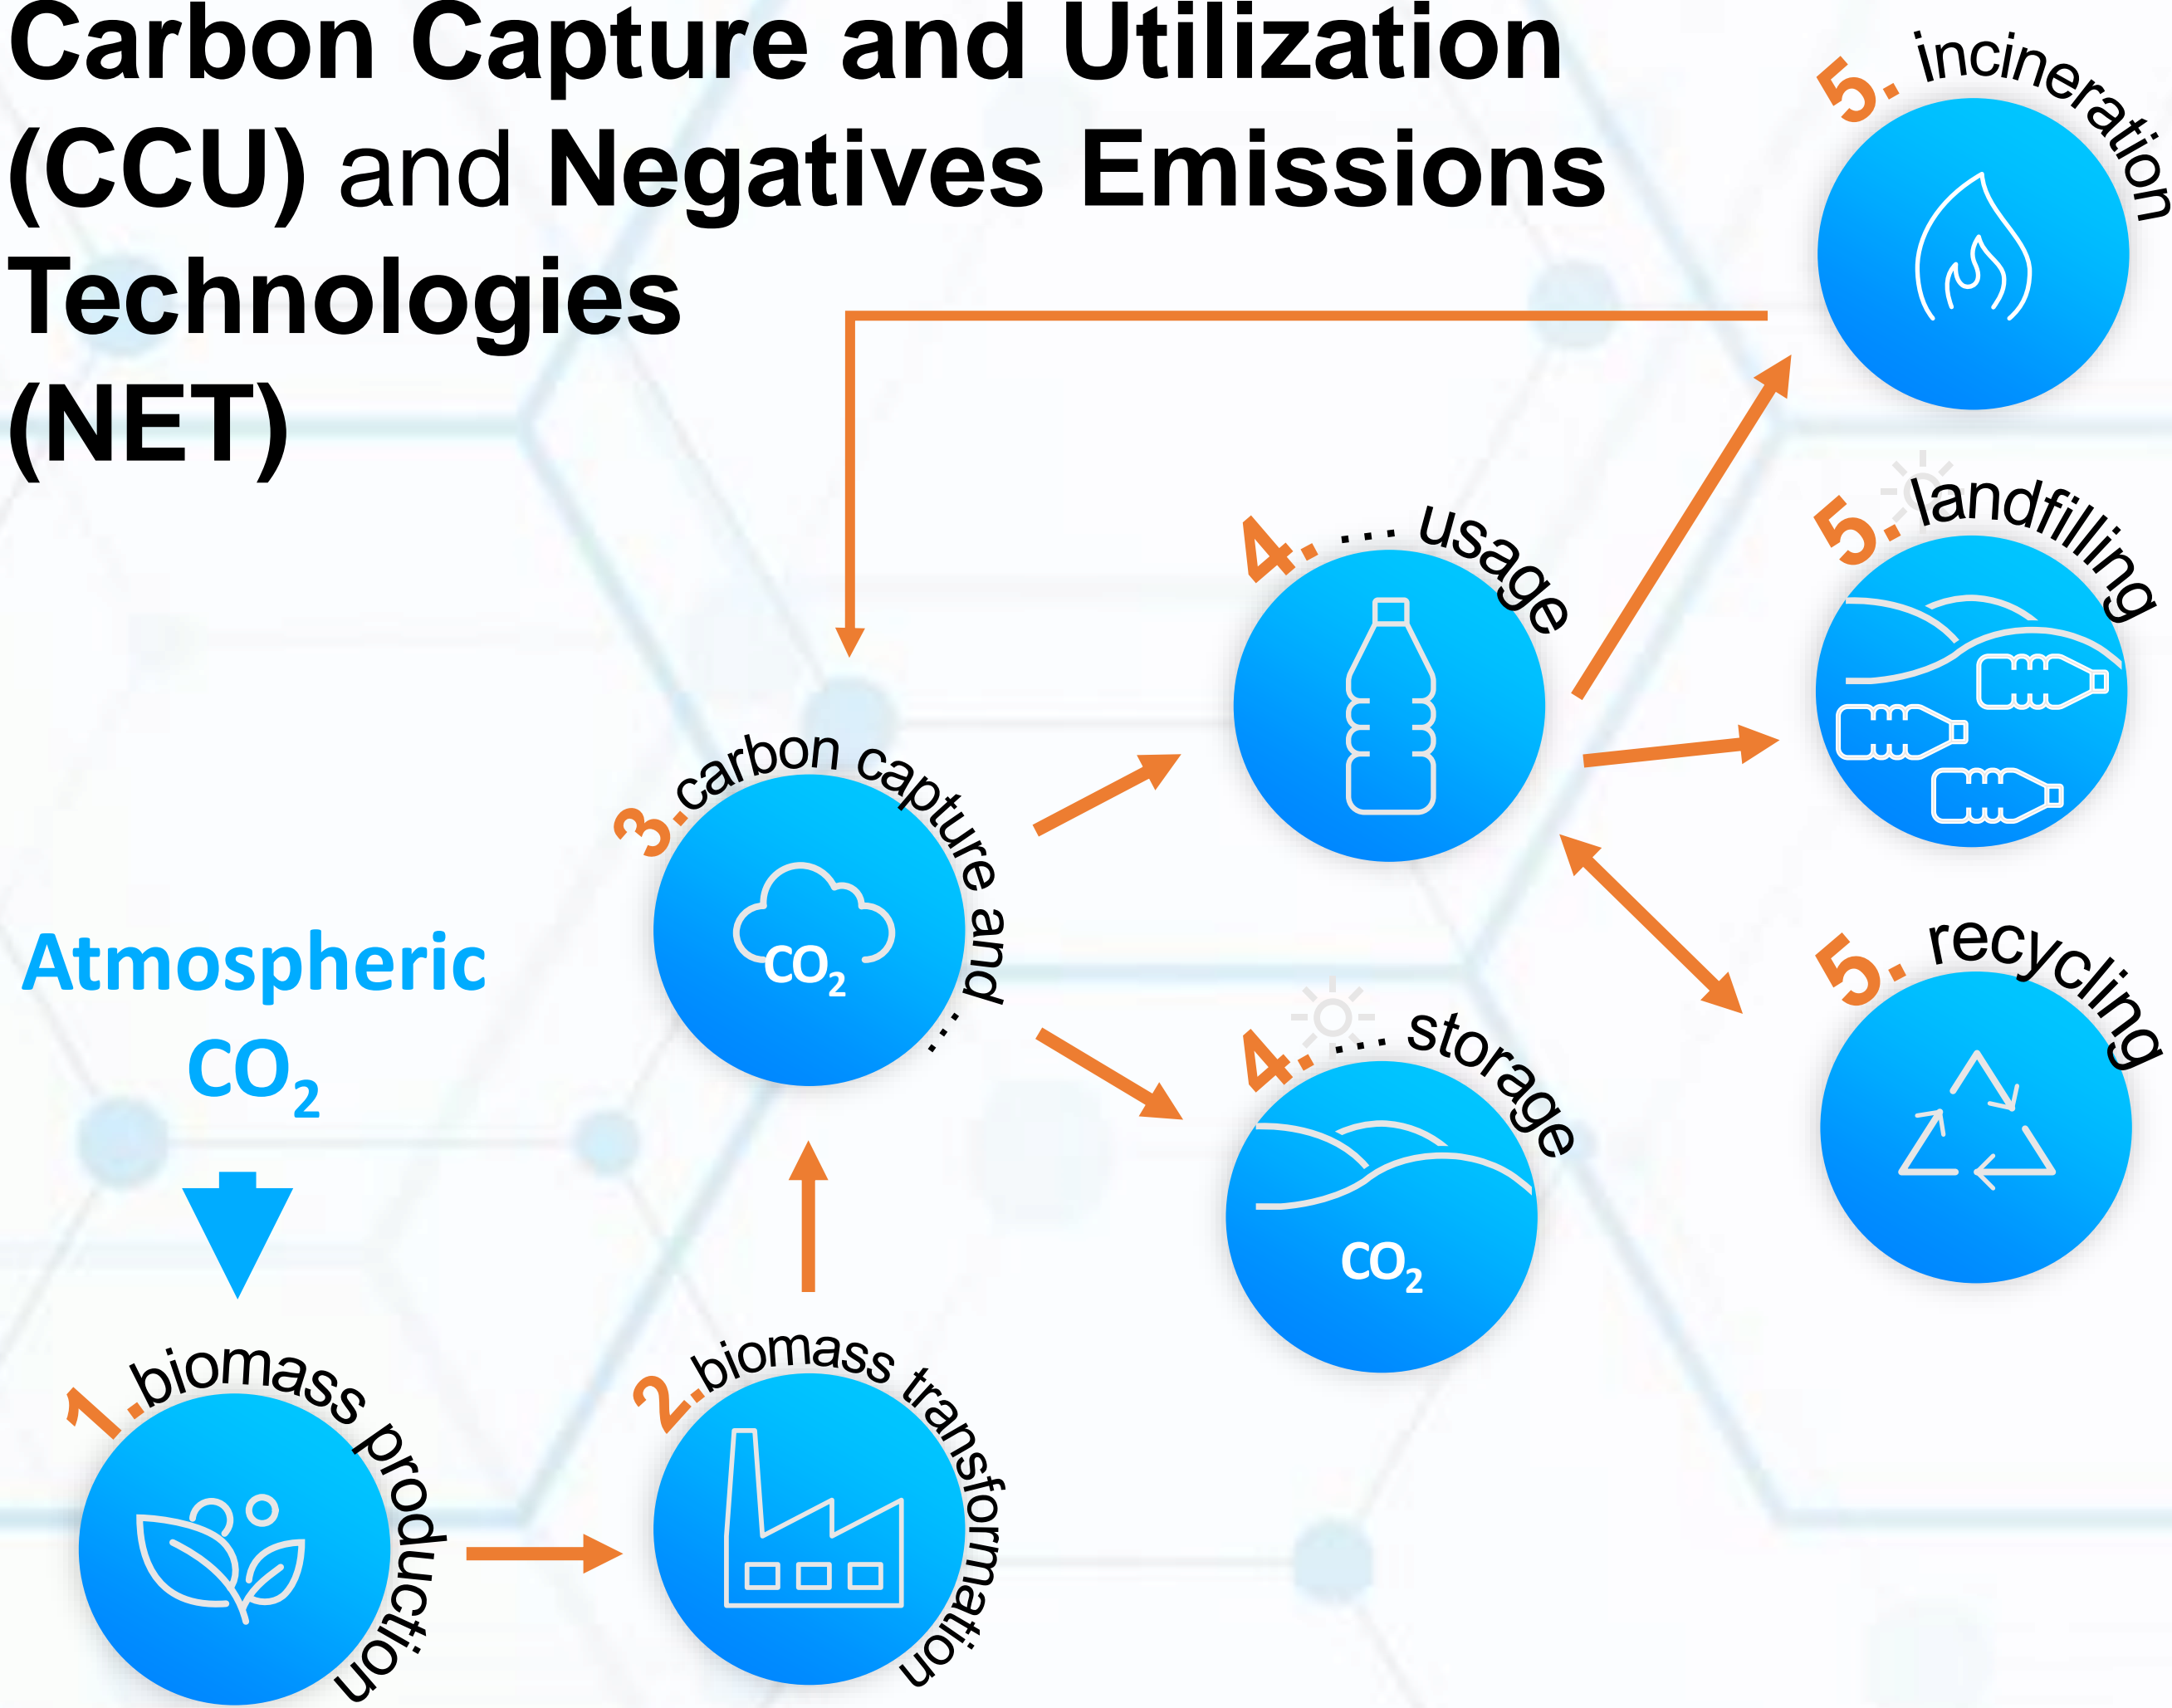 Carbon Capture and Utilization
(CCU) and Negatives Emissions
Technologies
(NET)
5. incineration
4. ... usage
5. landfilling
3. carbon capture and ...
CO₂
Atmospheric
CO₂
5. recycling
4. ... storage
CO₂
1. biomass production
2. biomass transformation